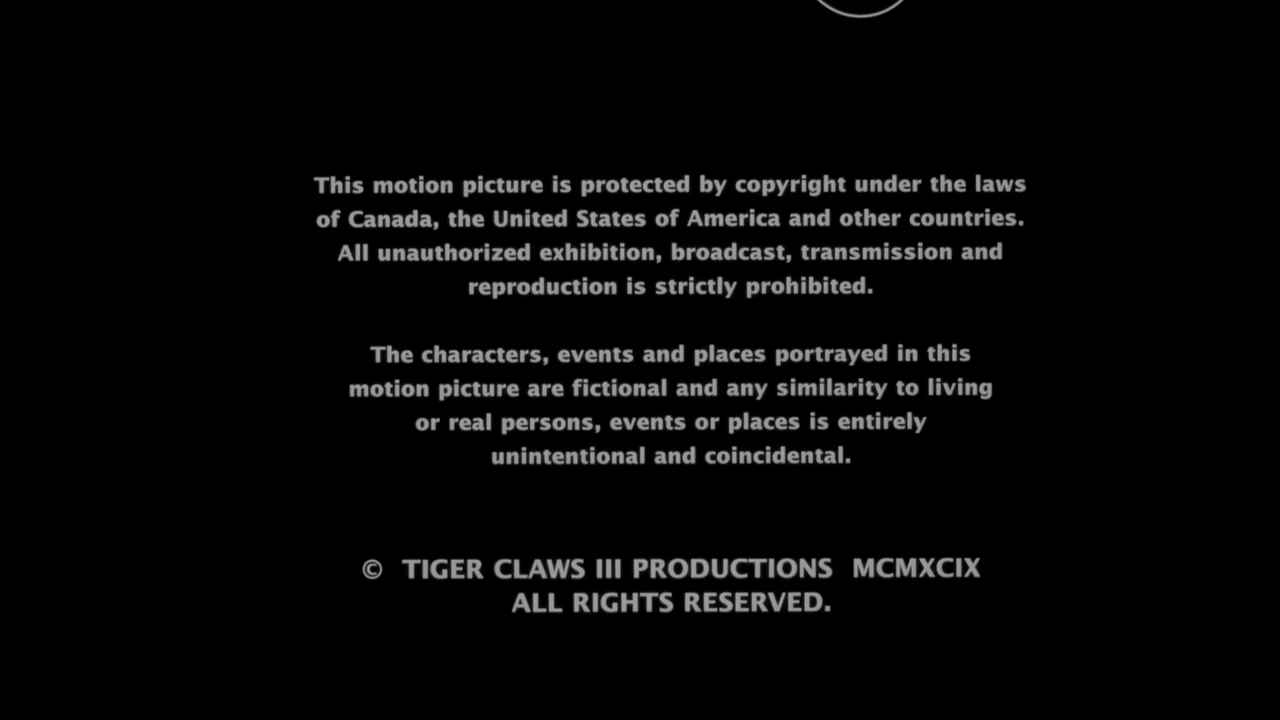 This motion picture is protected by copyright under the laws
of Canada, the United States of America and other countries.
All unauthorized exhibition, broadcast, transmission and
reproduction is strictly prohibited.
The characters, events and places portrayed in this
motion picture are fictional and any similarity to living
or real persons, events or places is entirely
unintentional and coincidental.
© TIGER CLAWS III PRODUCTIONS MCMXCIX
ALL RIGHTS RESERVED.